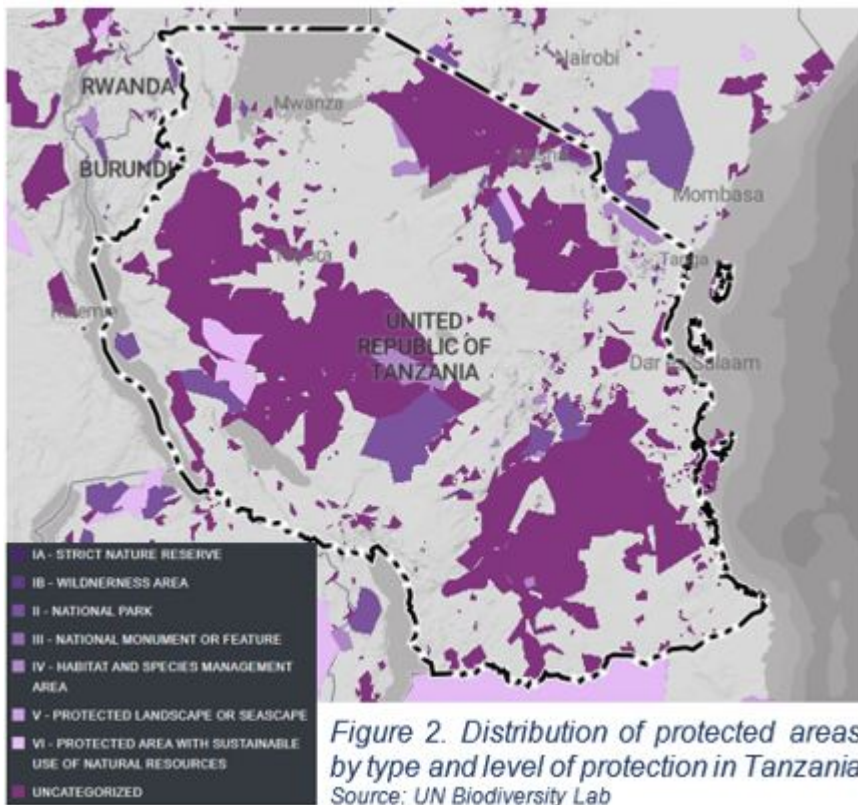 Nairobi
RWANDA
Mwanza
BURUNDI
Mombasa
Tanga
UNITED
REPUBLIC OF
TANZANIA
Dar es Salaam
IA - STRICT NATURE RESERVE
IB - WILDNERNESS AREA
II - NATIONAL PARK
III - NATIONAL MONUMENT OR FEATURE
IV - HABITAT AND SPECIES MANAGEMENT
AREA
V - PROTECTED LANDSCAPE OR SEASCAPE
VI - PROTECTED AREA WITH SUSTAINABLE
USE OF NATURAL RESOURCES
UNCATEGORIZED
Figure 2. Distribution of protected areas
by type and level of protection in Tanzania
Source: UN Biodiversity Lab